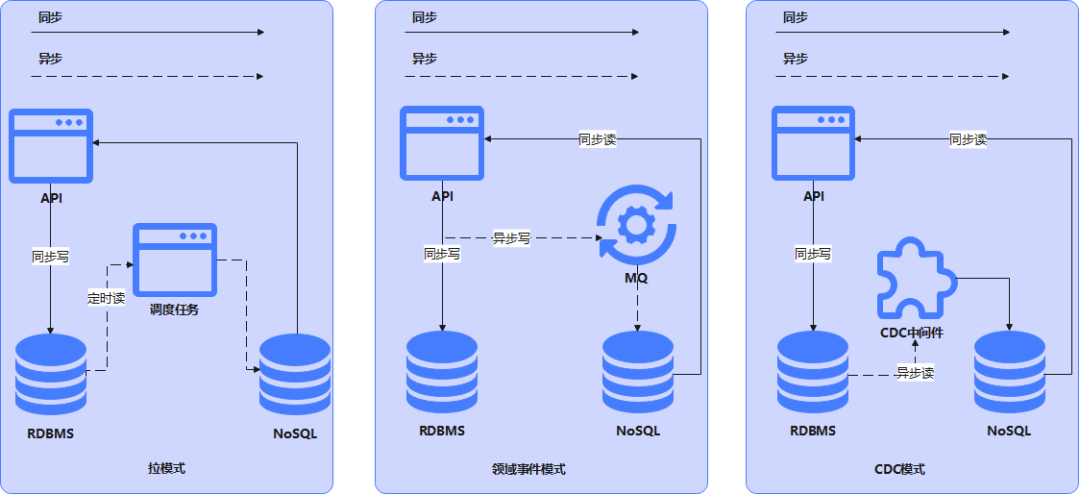 同步
异步
API
同步写
定时读
调度任务
RDBMS
NoSQL
拉模式
同步
异步
同步读
API
异步写
同步写
MQ
RDBMS
NoSQL
领域事件模式
同步
异步
同步读
API
同步写
CDC中间件
异步读
RDBMS
NoSQL
CDC模式